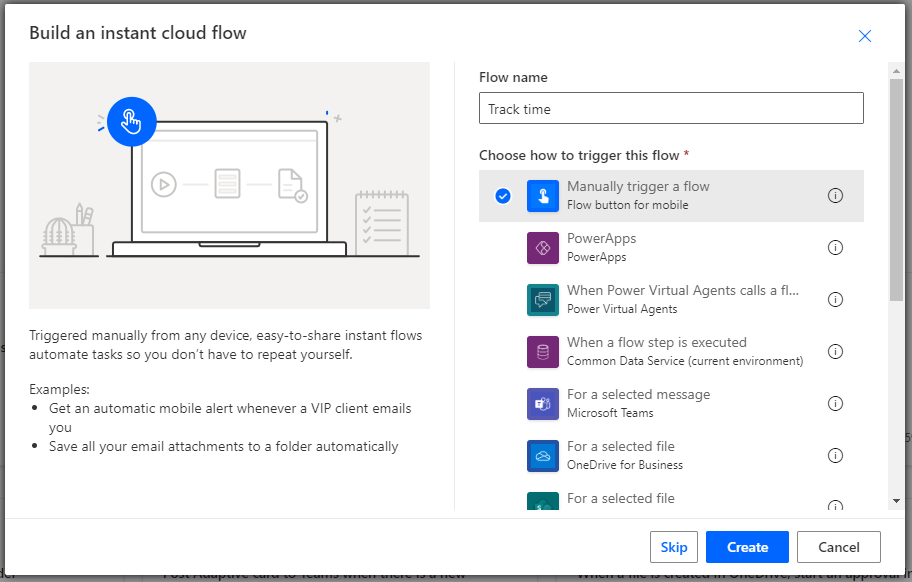 Build an instant cloud flow
Triggered manually from any device, easy-to-share instant flows
automate tasks so you don't have to repeat yourself.
Examples:
• Get an automatic mobile alert whenever a VIP client emails
you
• Save all your email attachments to a folder automatically
Flow name
Track time
Choose how to trigger this flow *
Manually trigger a flow
Flow button for mobile
PowerApps
PowerApps
When Power Virtual Agents calls a fl...
Power Virtual Agents
When a flow step is executed
Common Data Service (current environment)
For a selected message
Microsoft Teams
For a selected file
OneDrive for Business
For a selected file
Skip
Create
Cancel